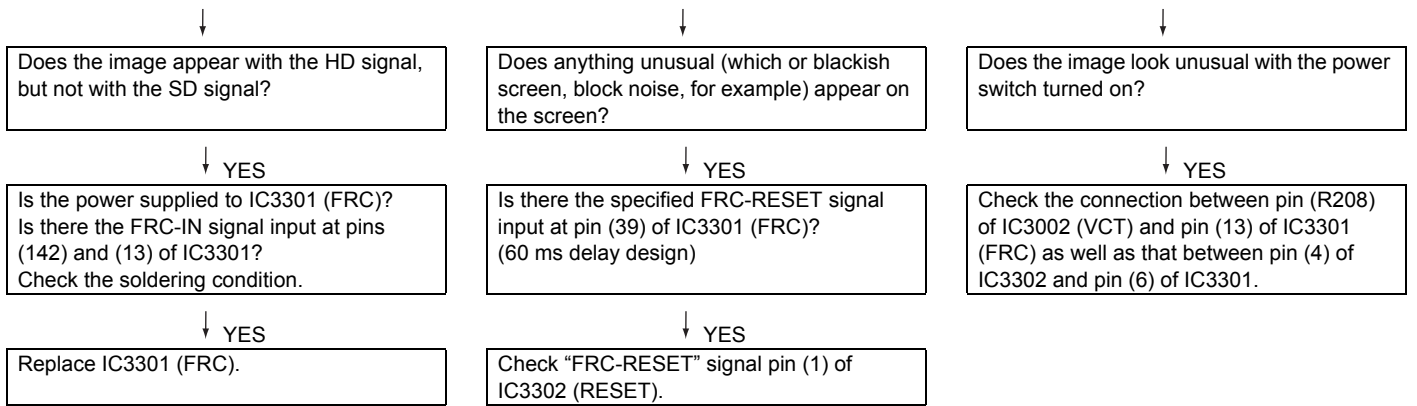 Does the image appear with the HD signal,
but not with the SD signal?
YES
Is the power supplied to IC3301 (FRC)?
Is there the FRC-IN signal input at pins
(142) and (13) of IC3301?
Check the soldering condition.
YES
Replace IC3301 (FRC).
Does anything unusual (which or blackish
screen, block noise, for example) appear on
the screen?
YES
Is there the specified FRC-RESET signal
input at pin (39) of IC3301 (FRC)?
(60 ms delay design)
YES
Check “FRC-RESET” signal pin (1) of
IC3302 (RESET).
Does the image look unusual with the power
switch turned on?
YES
Check the connection between pin (R208)
of IC3002 (VCT) and pin (13) of IC3301
(FRC) as well as that between pin (4) of
IC3302 and pin (6) of IC3301.